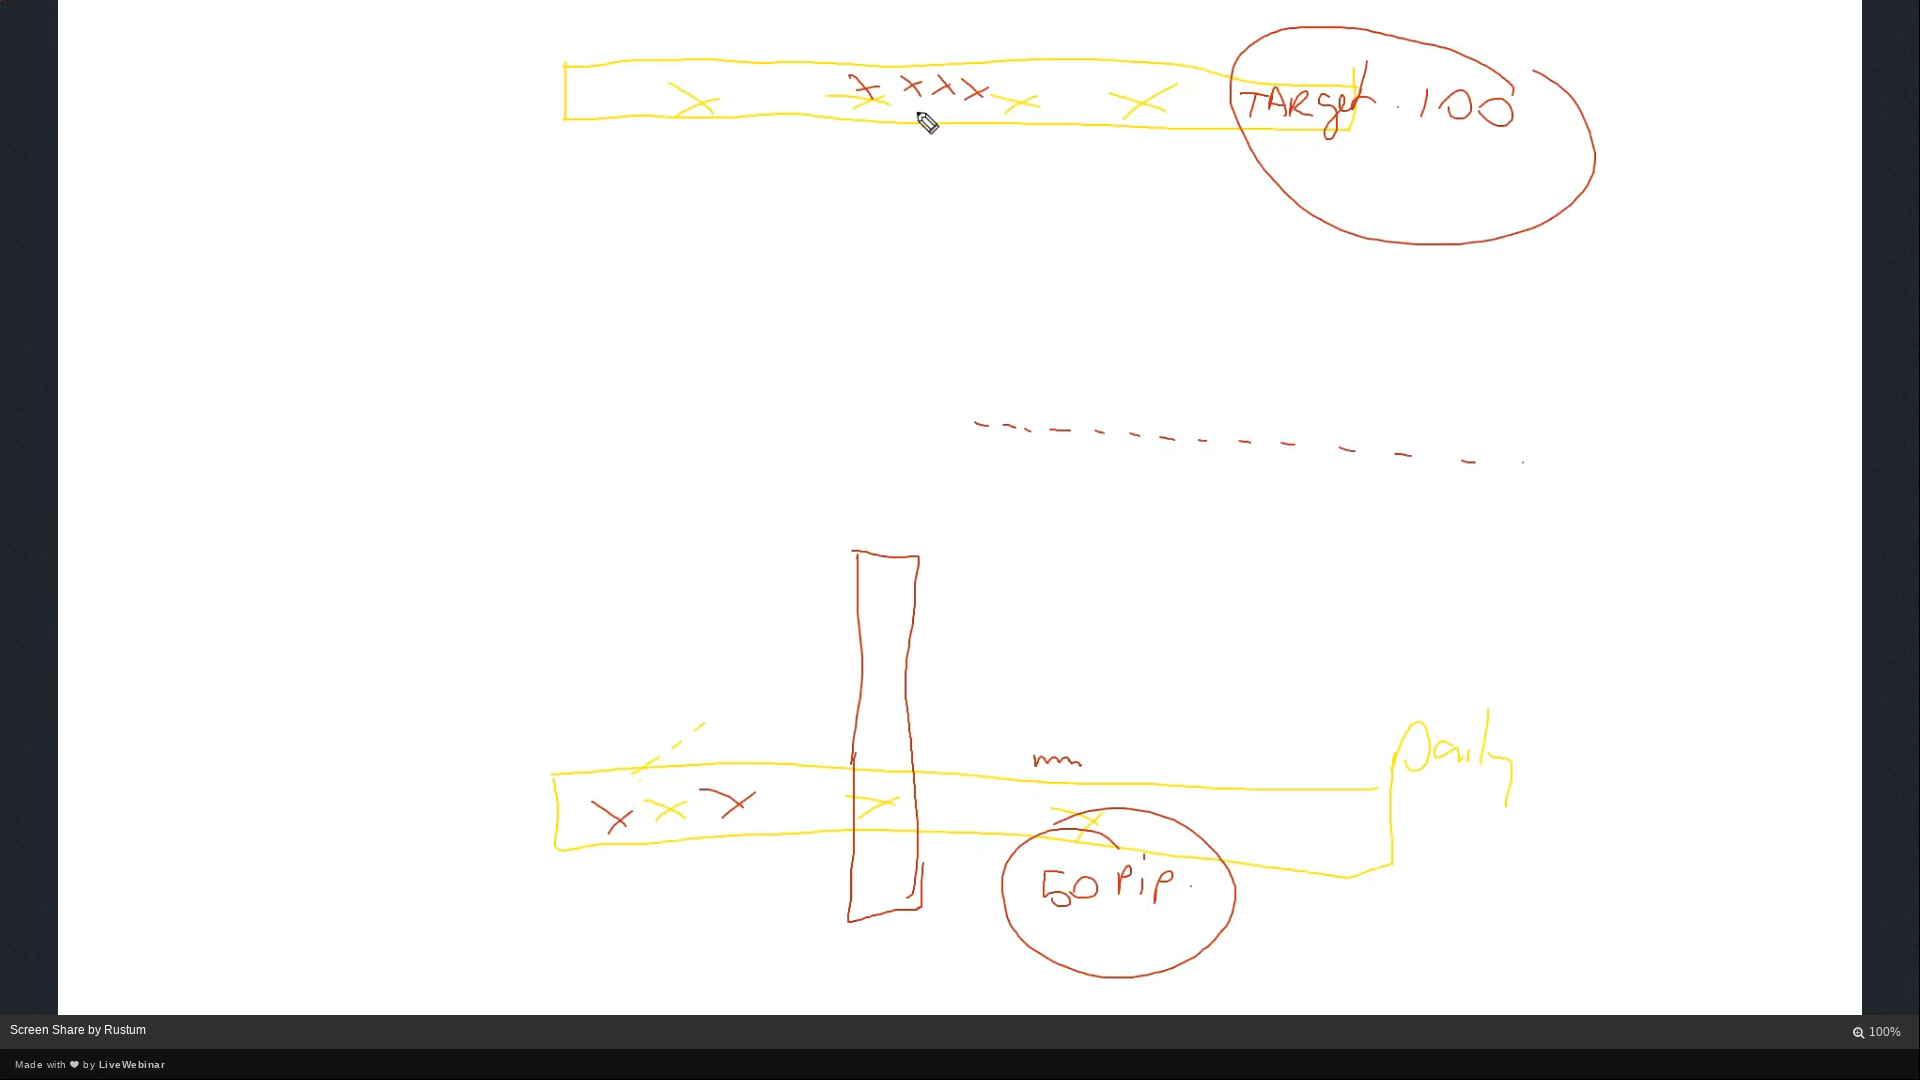 TARget . 100
Daily
50 PiP.
Screen Share by Rustum
100%
Made with ❤ by LiveWebinar